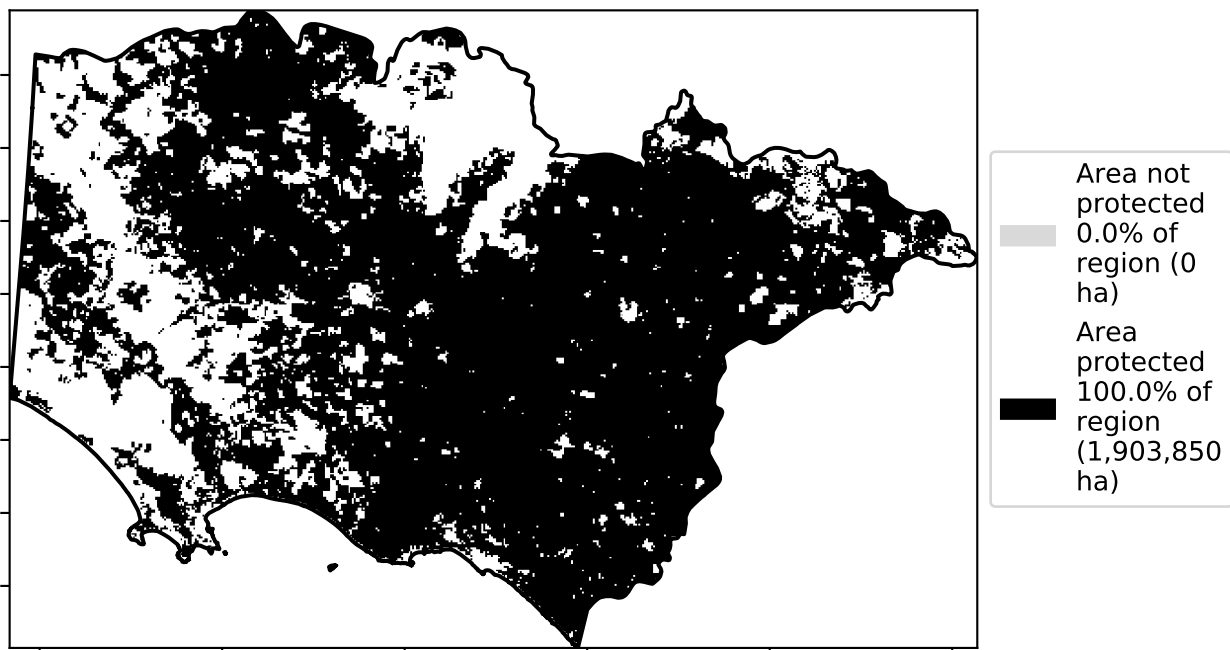 Area not
protected
0.0% of
region (0
ha)
Area
protected
100.0% of
region
(1,903,850
ha)